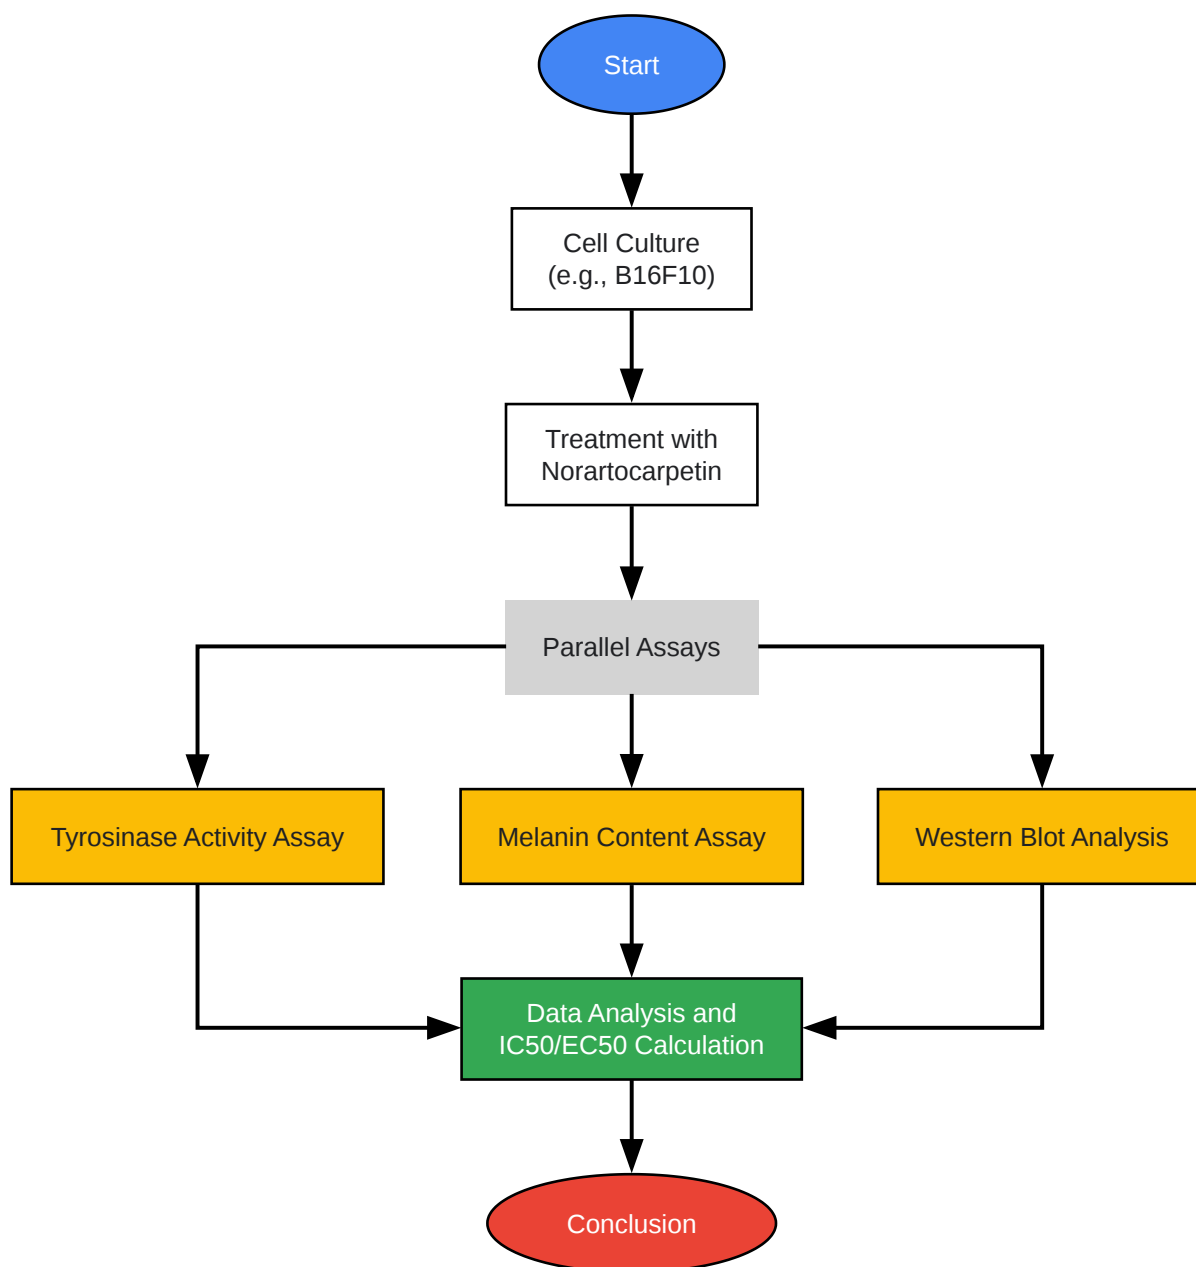 Start
Cell Culture
(e.g., B16F10)
Treatment with
Norartocarpetin
Parallel Assays
Tyrosinase Activity Assay
Melanin Content Assay
Western Blot Analysis
Data Analysis and
IC50/EC50 Calculation
Conclusion